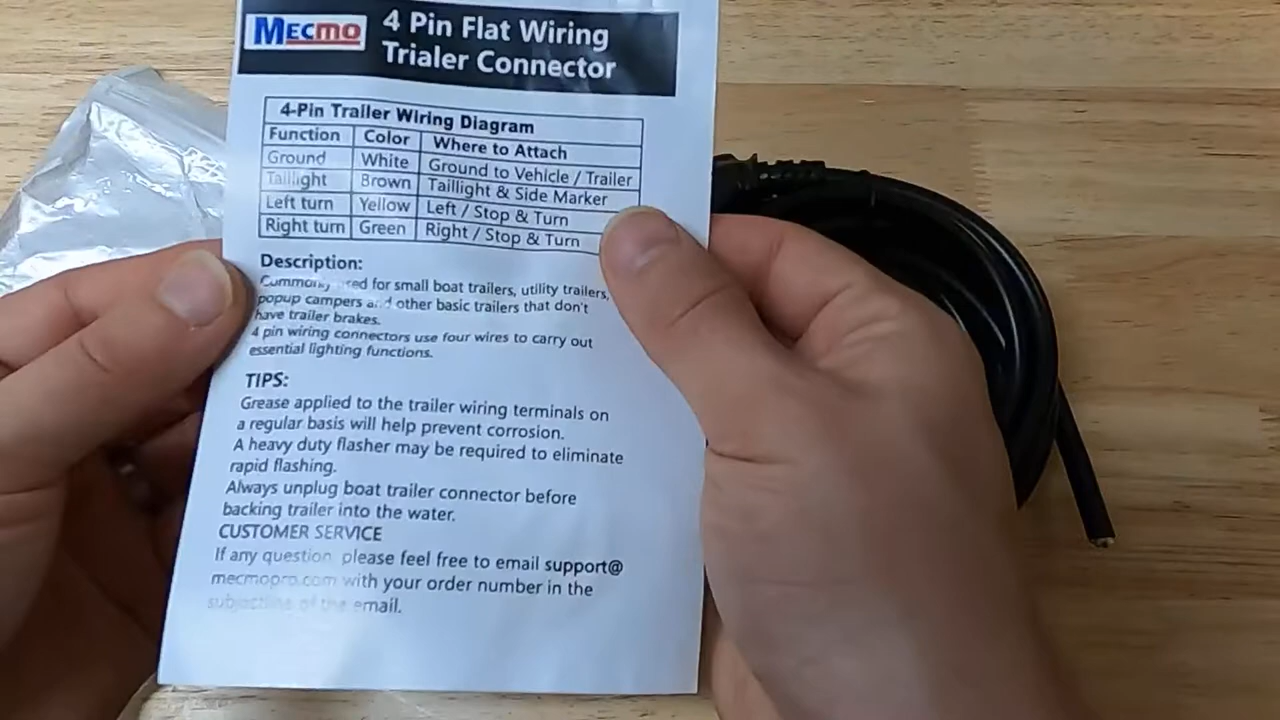 MECMO
4 Pin Flat Wiring
Trialer Connector
4-Pin Trailer Wiring Diagram
Function Color Where to Attach
Ground White Ground to Vehicle / Trailer
Taillight Brown Taillight & Side Marker
Left turn Yellow Left / Stop & Turn
Right turn Green Right / Stop & Turn
Description:
for small boat trailers, utility trailers,
popup campers and other basic trailers that don't
have trailer brakes.
4 pin wiring connectors use four wires to carry out
essential lighting functions.
TIPS:
Grease applied to the trailer wiring terminals on
a regular basis will help prevent corrosion.
A heavy duty flasher may be required to eliminate
rapid flashing.
Always unplug boat trailer connector before
backing trailer into the water.
CUSTOMER SERVICE
If any question please feel free to email support@
mecmopro.com with your order number in the
subjectline of the email.